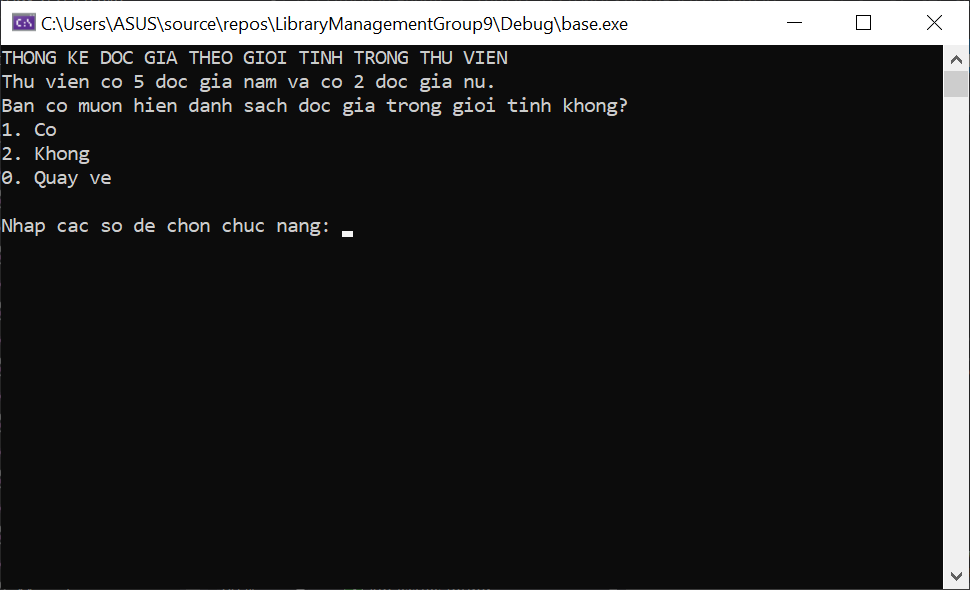 C:\Users\ASUS\source\repos\LibraryManagementGroup9\Debug\base.exe
THONG KE DOC GIA THEO GIOI TINH TRONG THU VIEN
Thu vien co 5 doc gia nam va co 2 doc gia nu.
Ban co muon hien danh sach doc gia trong gioi tinh khong?
1. Co
2. Khong
0. Quay ve
Nhap cac so de chon chuc nang: